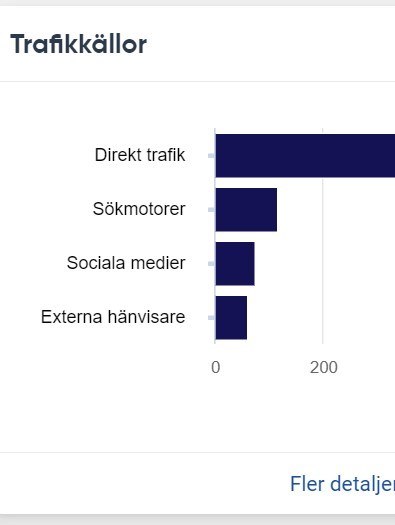 Trafikkällor
Direkt trafik
Sökmotorer
Sociala medier
Externa hänvisare
0 200
Fler detaljer